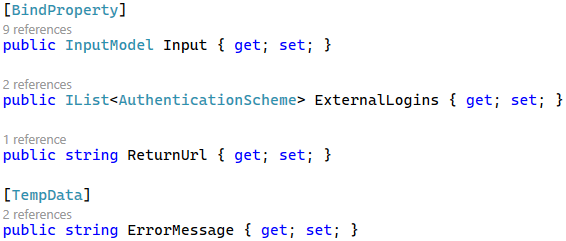 [BindProperty]
9 references
public InputModel Input { get; set; }
2 references
public IList<AuthenticationScheme> ExternalLogins { get; set; }
1 reference
public string ReturnUrl { get; set; }
[TempData]
2 references
public string ErrorMessage { get; set; }